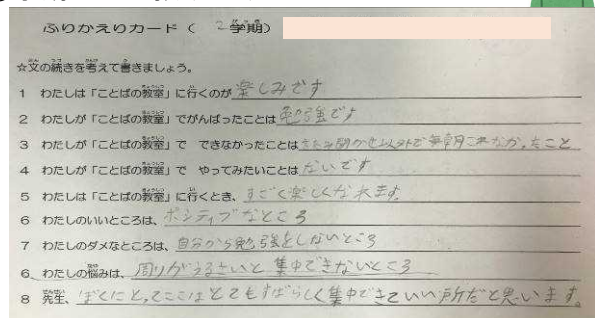 ふりかえりカード( 2学期)
☆文の続きを考えて書きましょう。
1 わたしは「ことばの教室」に行くのが 楽しみです
2 わたしが「ことばの教室」でがんばったことは 勉強です
3 わたしが「ことばの教室」で できなかったことは 以外で 来なかったこと
4 わたしが「ことばの教室」で やってみたいことは ないです
5 わたしは「ことばの教室」に行くとき、すごく楽しくなれます。
6 わたしのいいところは、ポジティブなところ
7 わたしのダメなところは、自分から勉強をしないところ
6、わたしの悩みは、周りがうるさいと集中できないところ
8 先生、ぼくにとってここはとてもすばらしく集中できていい所だと思います。